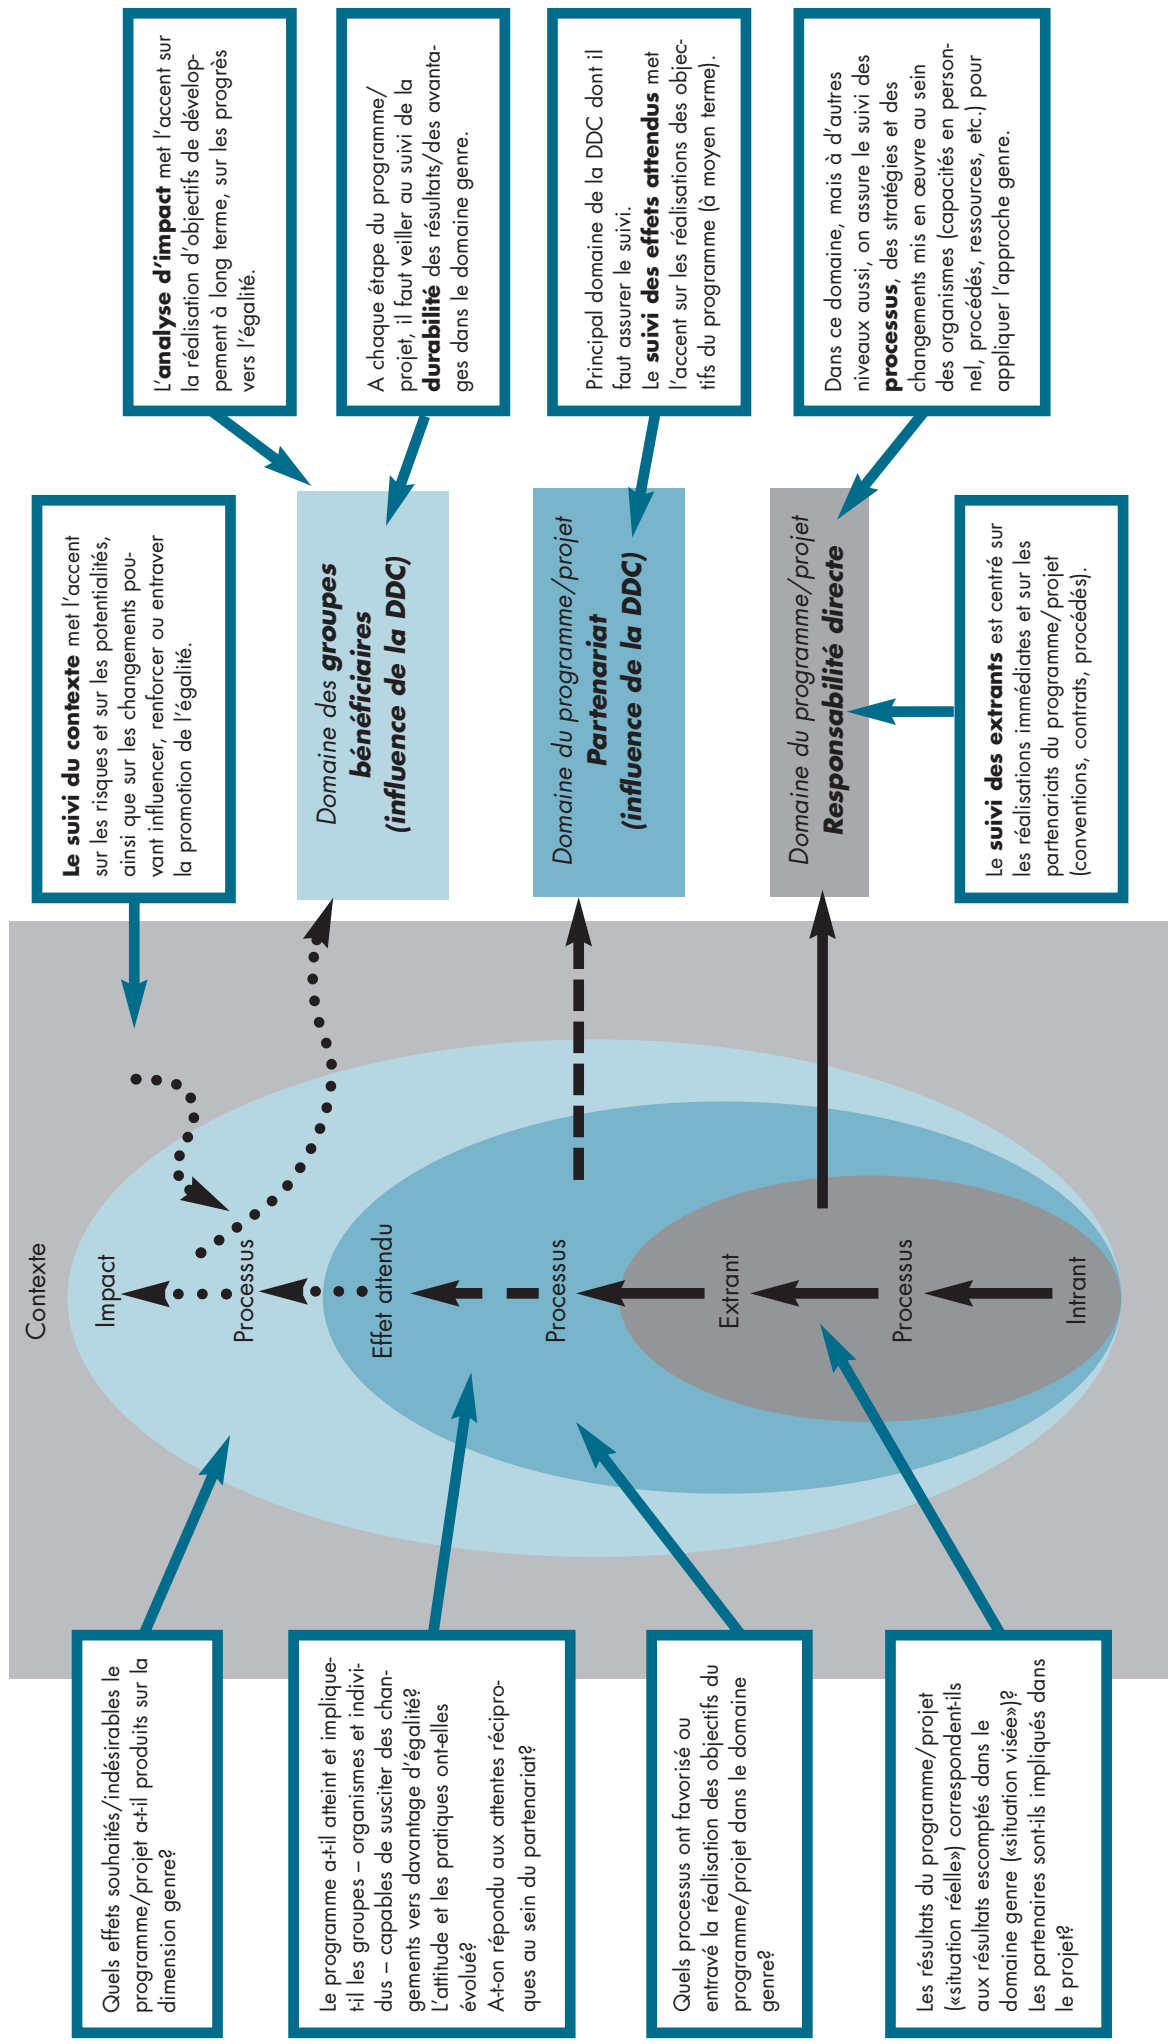 Quels effets souhaités/indésirables le
programme/projet a-t-il produits sur la
dimension genre?
Le programme a-t-il atteint et implique-
t-il les groupes – organismes et indivi-
dus – capables de susciter des chan-
gements vers davantage d'égalité?
L'attitude et les pratiques ont-elles
évolué?
A-t-on répondu aux attentes récipro-
ques au sein du partenariat?
Quels processus ont favorisé ou
entravé la réalisation des objectifs du
programme/projet dans le domaine
genre?
Les résultats du programme/projet
(«situation réelle») correspondent-ils
aux résultats escomptés dans le
domaine genre («situation visée»)?
Les partenaires sont-ils impliqués dans
le projet?
Contexte
Impact
Processus
Effet attendu
Processus
Extrant
Processus
Intrant
Le suivi du contexte met l'accent
sur les risques et sur les potentialités,
ainsi que sur les changements pou-
vant influencer, renforcer ou entraver
la promotion de l'égalité.
Domaine des groupes
bénéficiaires
(influence de la DDC)
Domaine du programme/projet
Partenariat
(influence de la DDC)
Domaine du programme/projet
Responsabilité directe
Le suivi des extrants est centré sur
les réalisations immédiates et sur les
partenariats du programme/projet
(conventions, contrats, procédés).
L'analyse d'impact met l'accent sur
la réalisation d'objectifs de dévelop-
pement à long terme, sur les progrès
vers l'égalité.
A chaque étape du programme/
projet, il faut veiller au suivi de la
durabilité des résultats/des avanta-
ges dans le domaine genre.
Principal domaine de la DDC dont il
faut assurer le suivi.
Le suivi des effets attendus met
l'accent sur les réalisations des objec-
tifs du programme (à moyen terme).
Dans ce domaine, mais à d'autres
niveaux aussi, on assure le suivi des
processus, des stratégies et des
changements mis en œuvre au sein
des organismes (capacités en person-
nel, procédés, ressources, etc.) pour
appliquer l'approche genre.